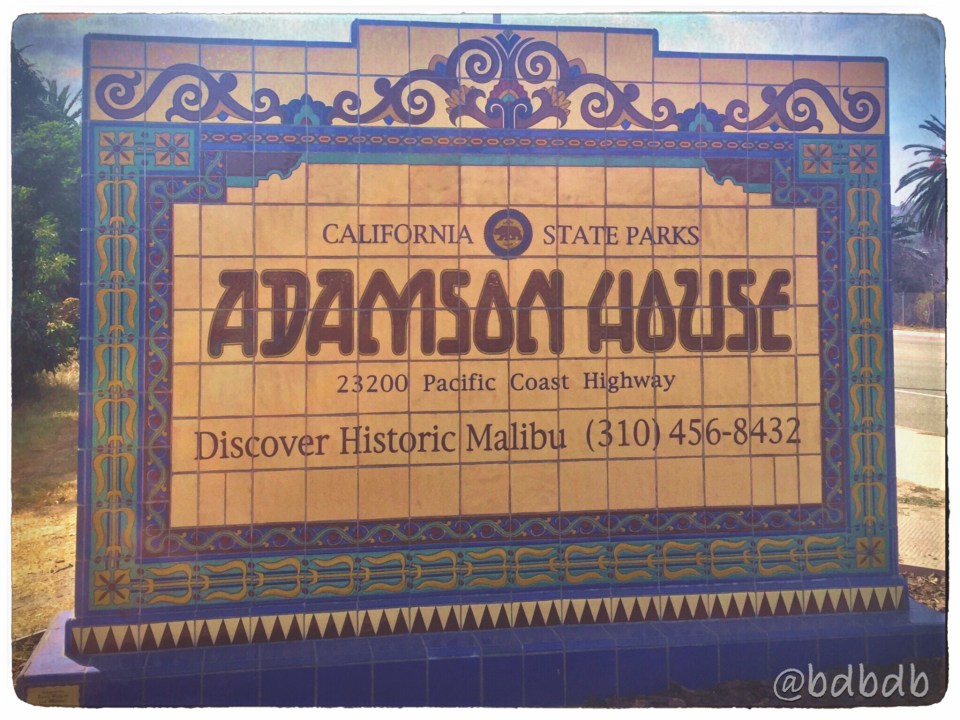 CALIFORNIA STATE PARKS
ADAMSON HOUSE
23200 Pacific Coast Highway
Discover Historic Malibu (310) 456-8432
@bdbdb